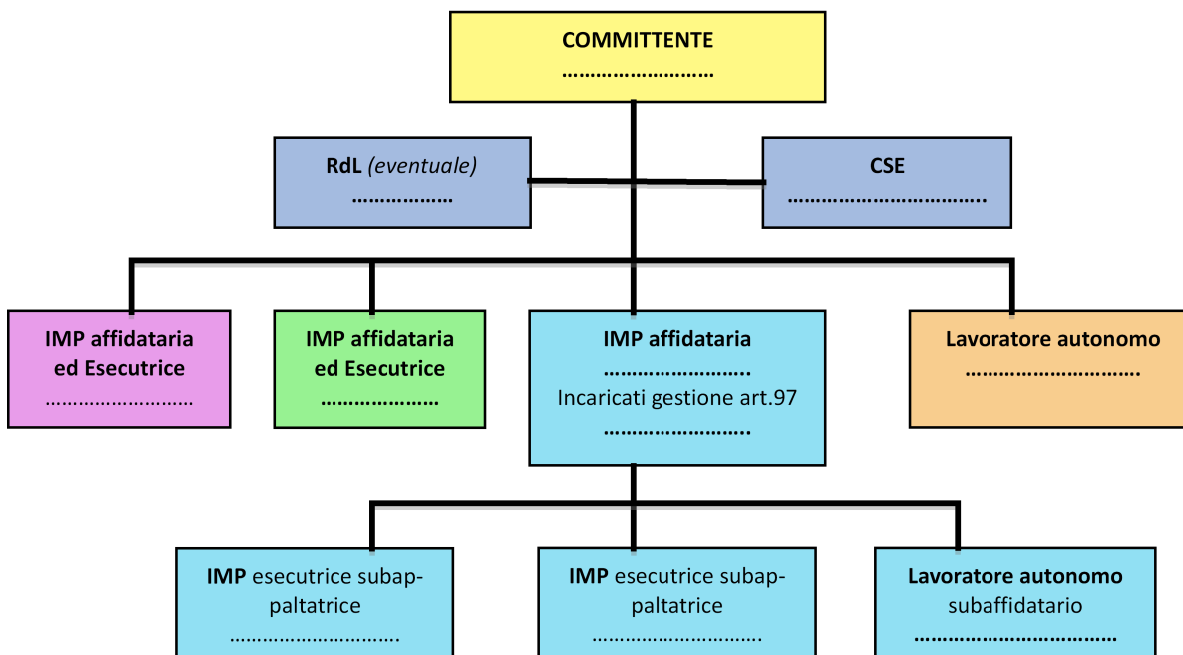 COMMITTENTE
………………………
RdL (eventuale)
………………
CSE
……………………………..
IMP affidataria
ed Esecutrice
………………………
IMP affidataria
ed Esecutrice
…………………
IMP affidataria
……………………..
Incaricati gestione art.97
……………………..
Lavoratore autonomo
………………………….
IMP esecutrice subap-
paltatrice
………………………….
IMP esecutrice subap-
paltatrice
………………………….
Lavoratore autonomo
subaffidatario
………………………………